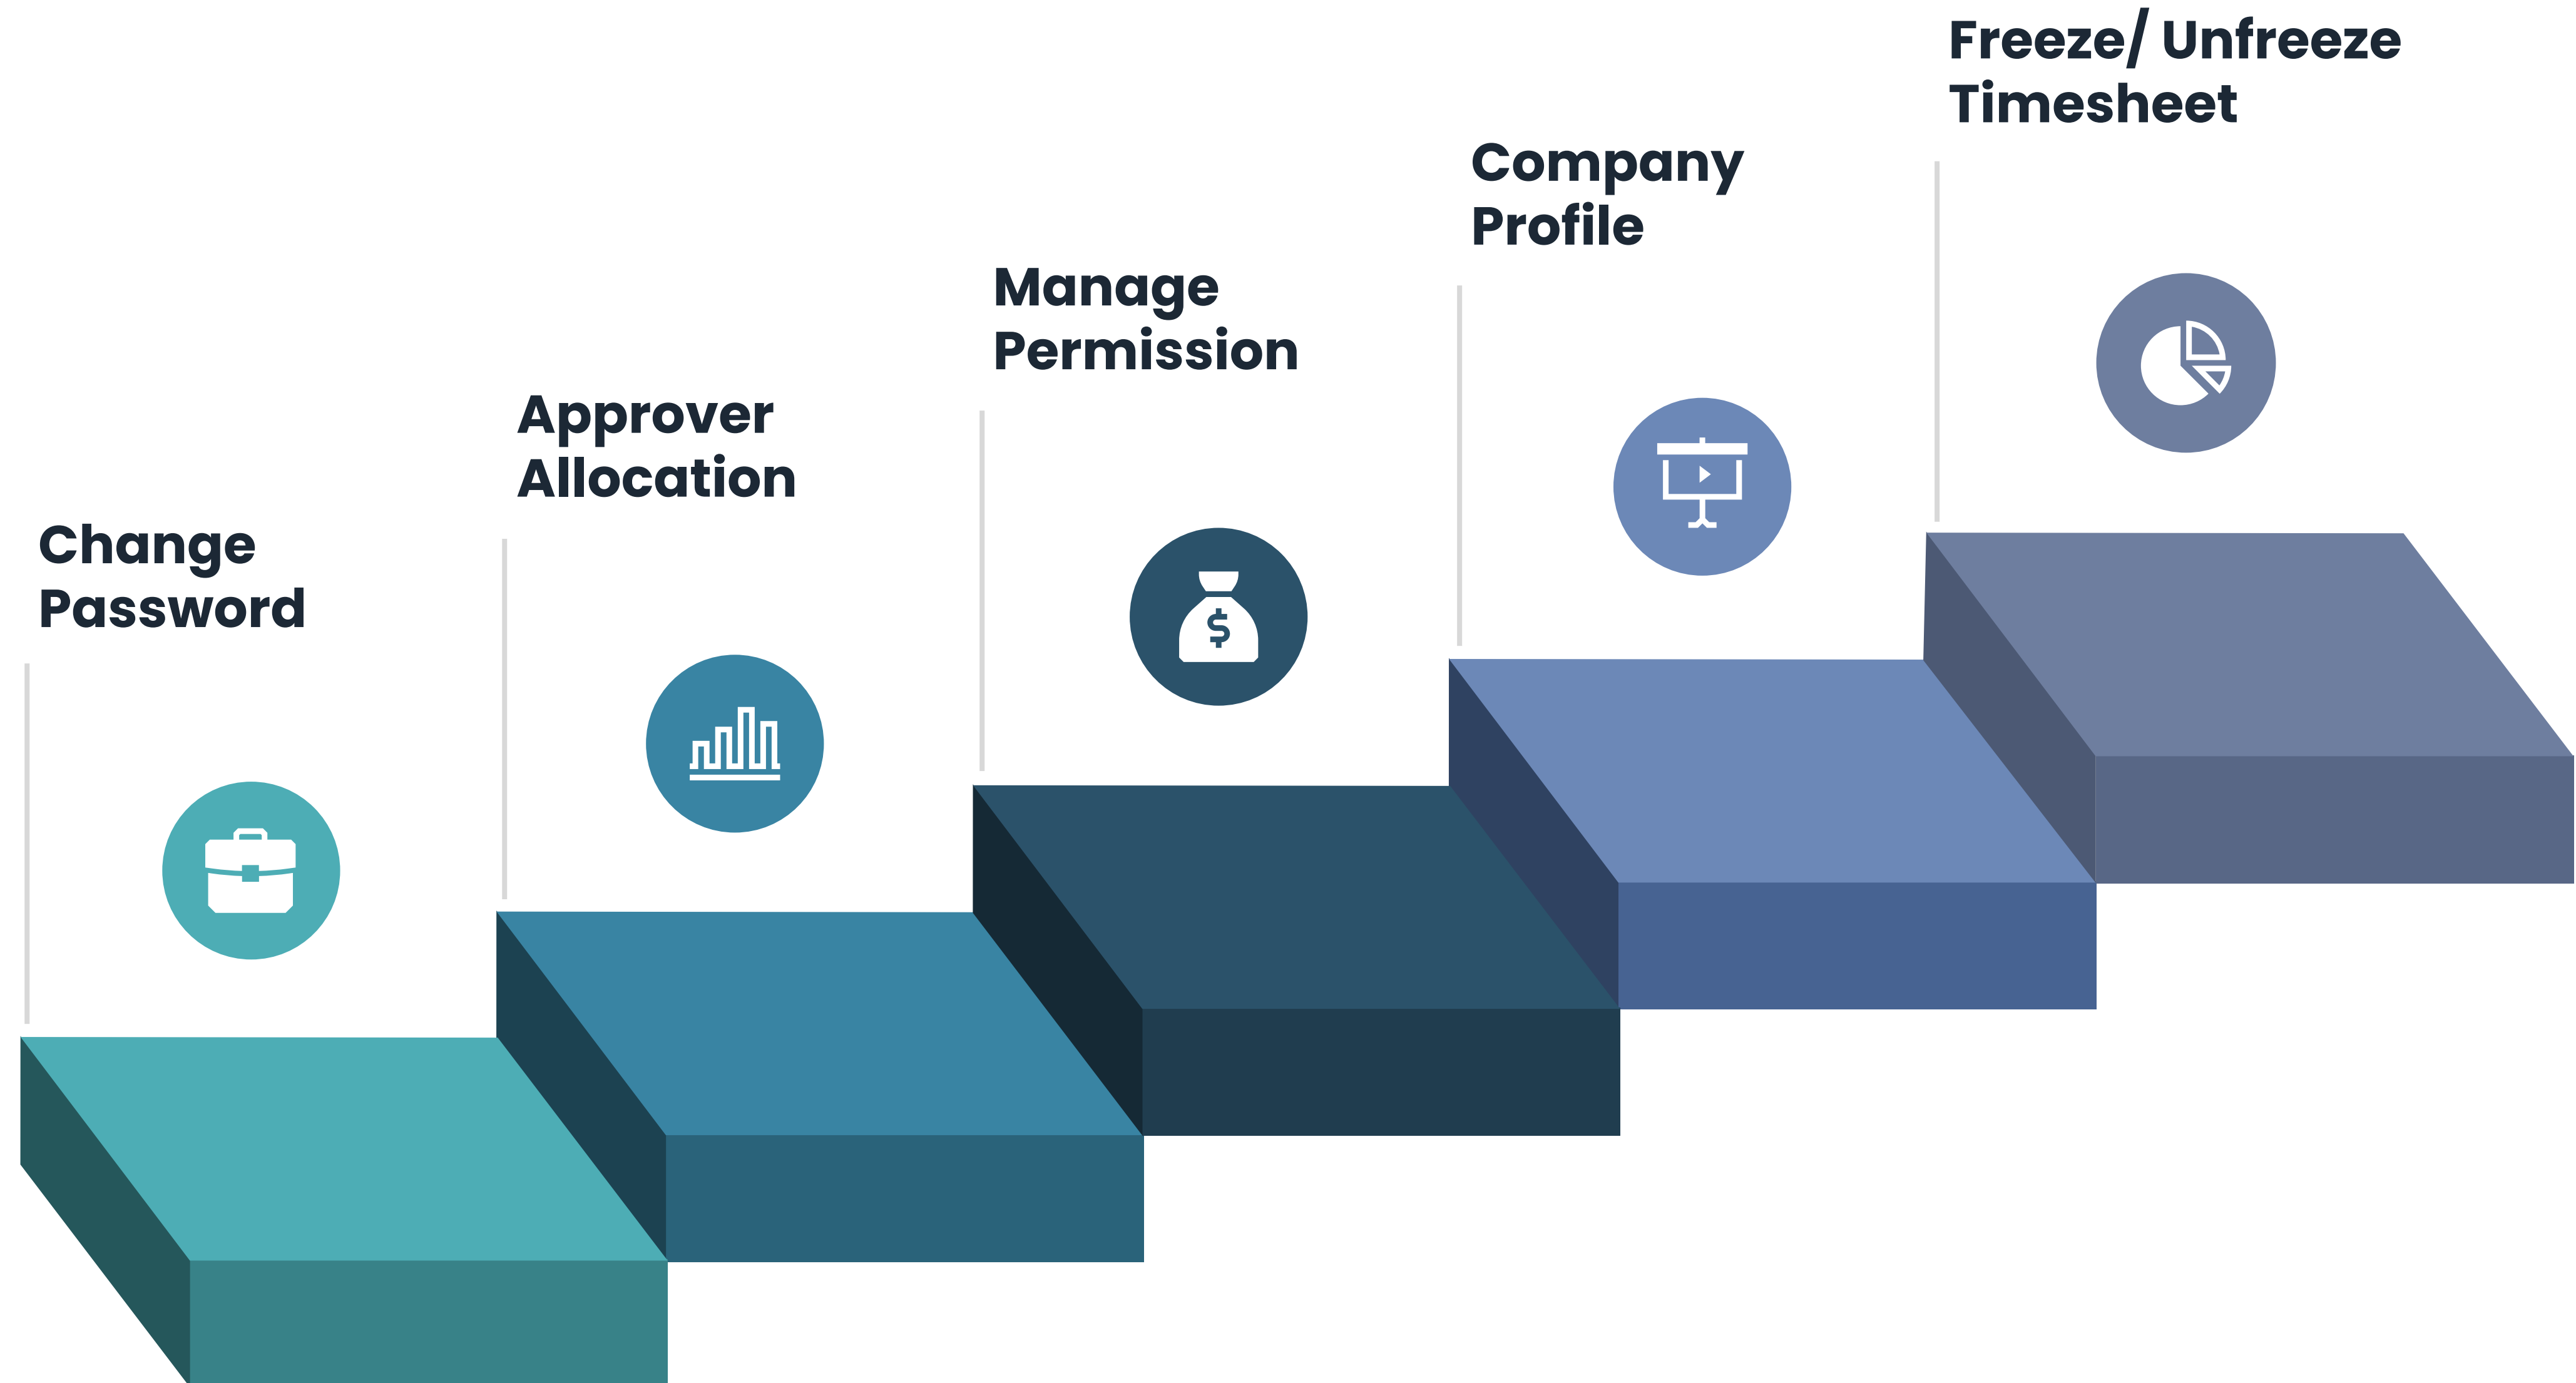 Change
Password
Approver
Allocation
Manage
Permission
Company
Profile
Freeze/ Unfreeze
Timesheet
$